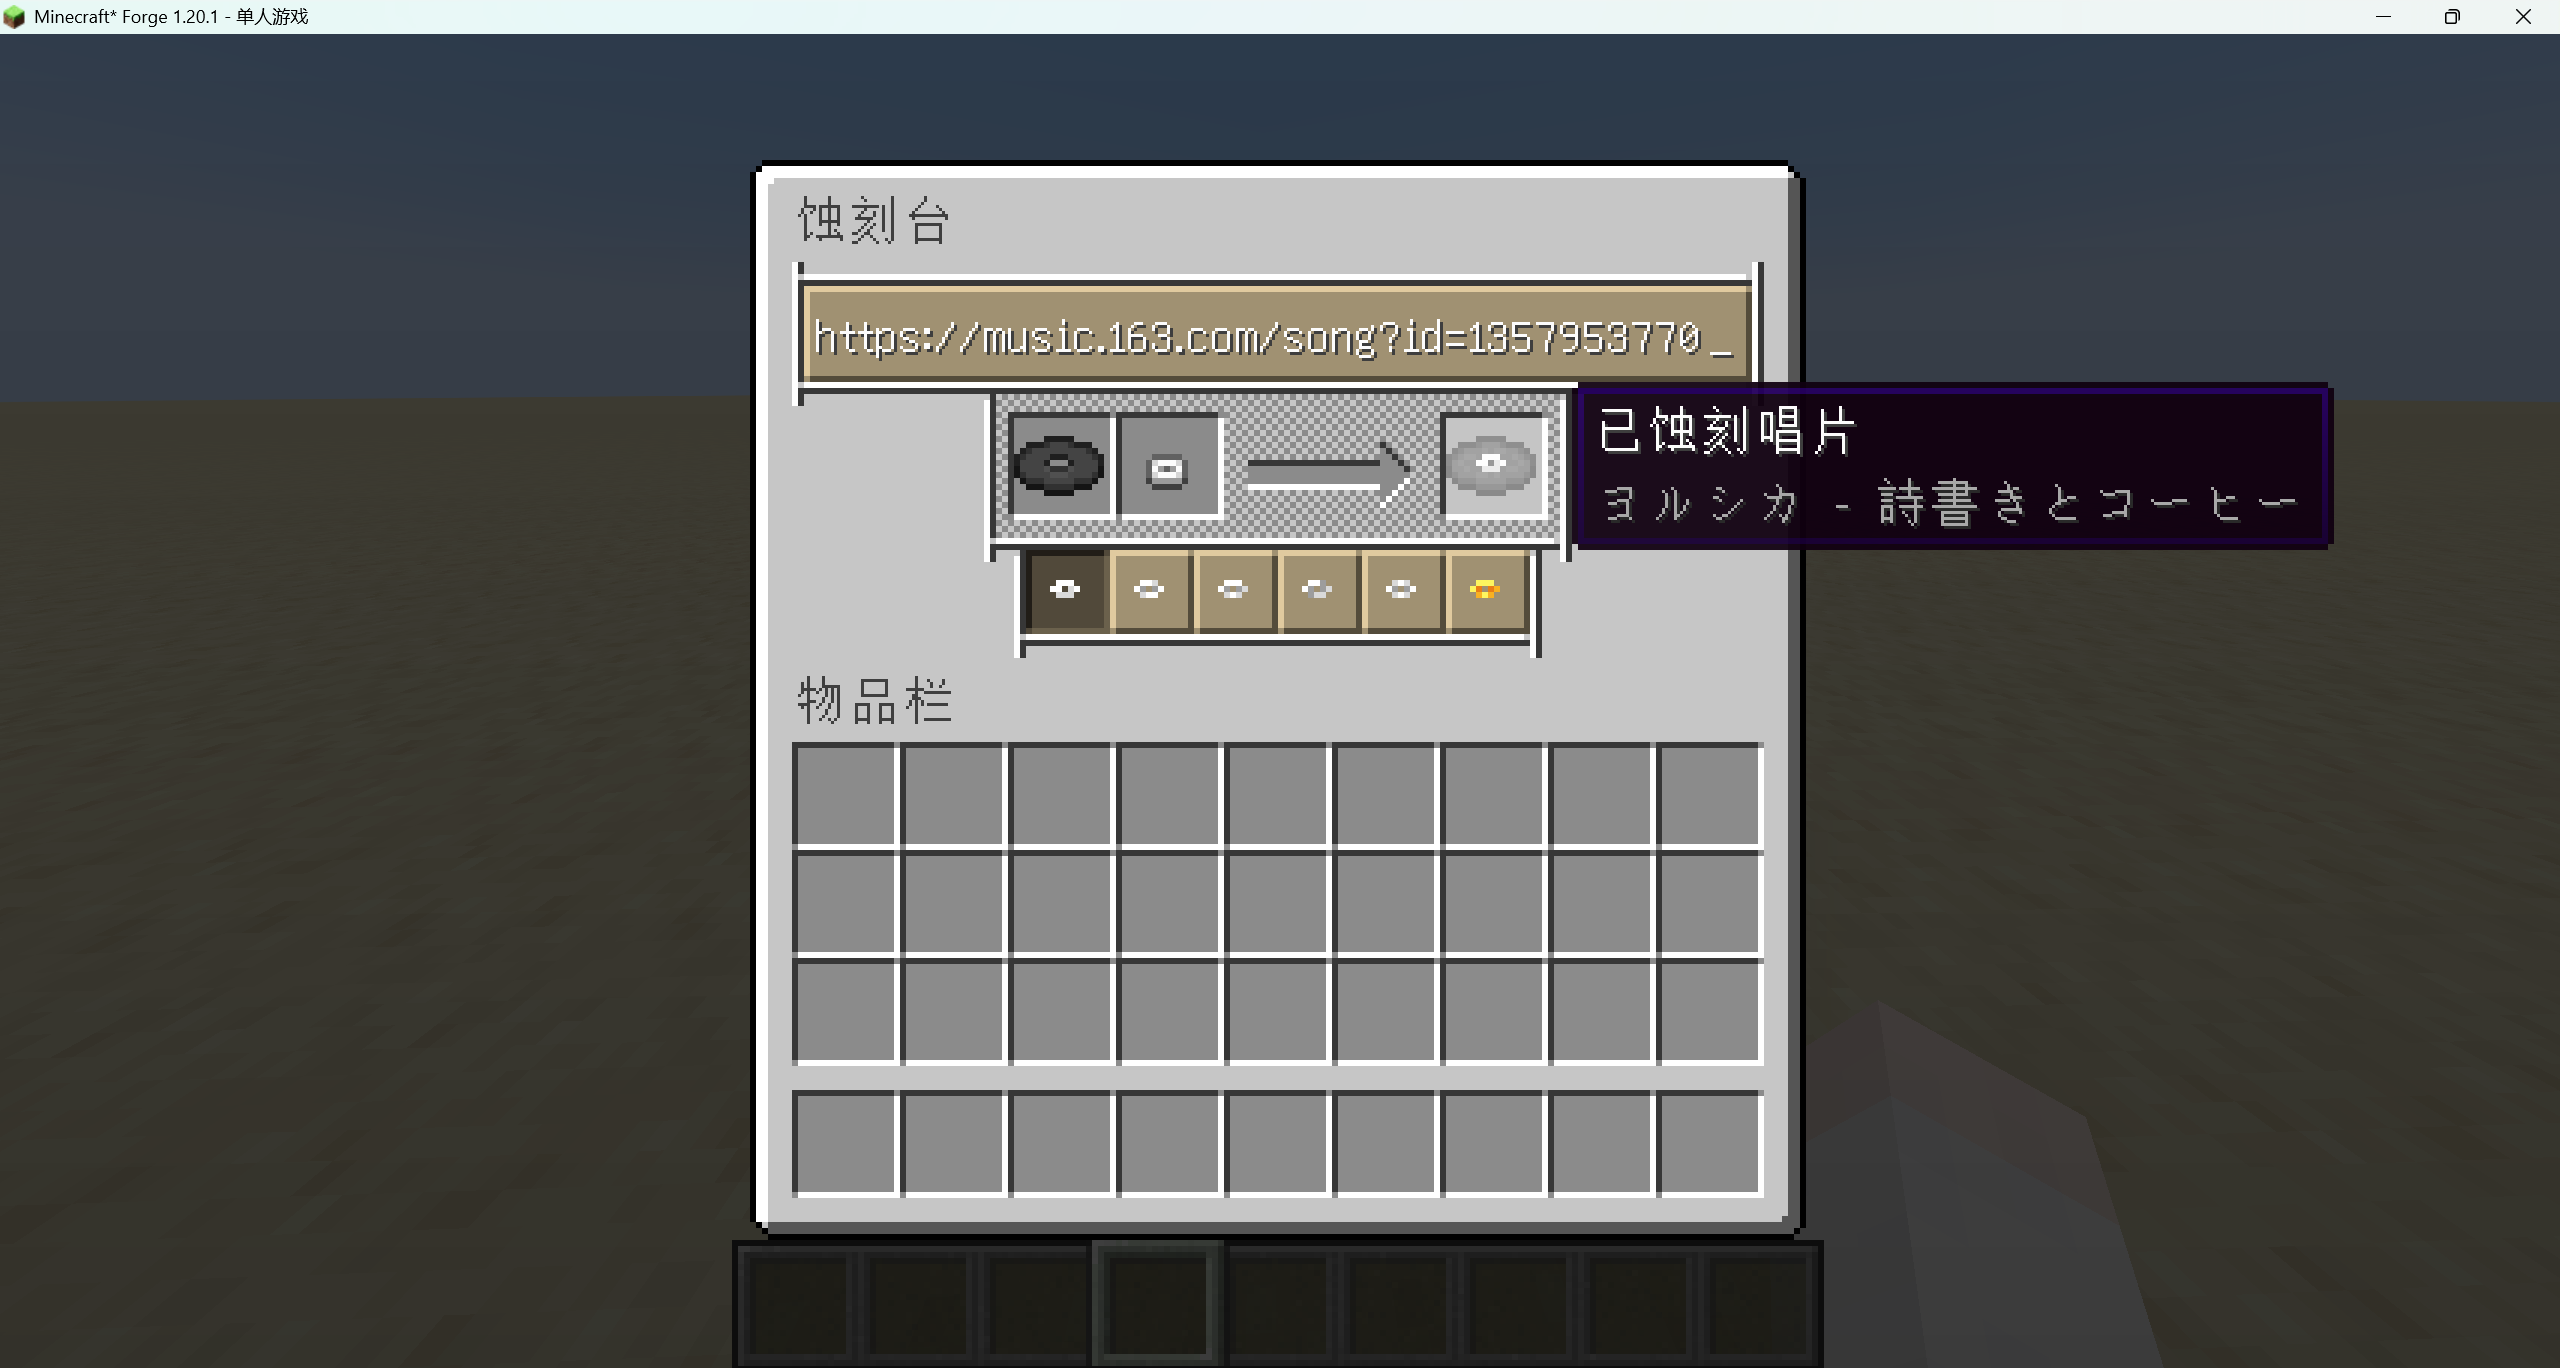 Minecraft* Forge 1.20.1 - 单人游戏
蚀刻台
https://music.163.com/song?id=1357953770_
已蚀刻唱片
ヨルシカ - 詩書きとコーヒー
物品栏